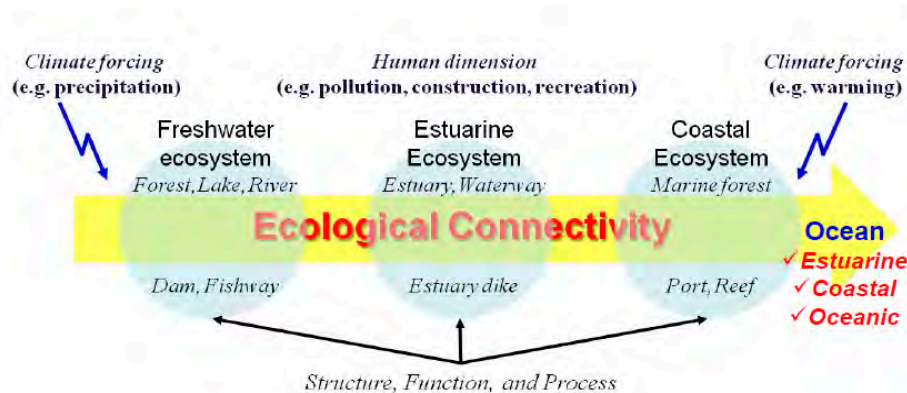 Climate forcing
(e.g. precipitation)
Human dimension
(e.g. pollution, construction, recreation)
Climate forcing
(e.g. warming)
Freshwater
ecosystem
Forest, Lake, River
Estuarine
Ecosystem
Estuary, Waterway
Coastal
Ecosystem
Marine forest
Ecological Connectivity
Ocean
✓Estuarine
✓Coastal
✓Oceanic
Dam, Fishway
Estuary dike
Port, Reef
Structure, Function, and Process